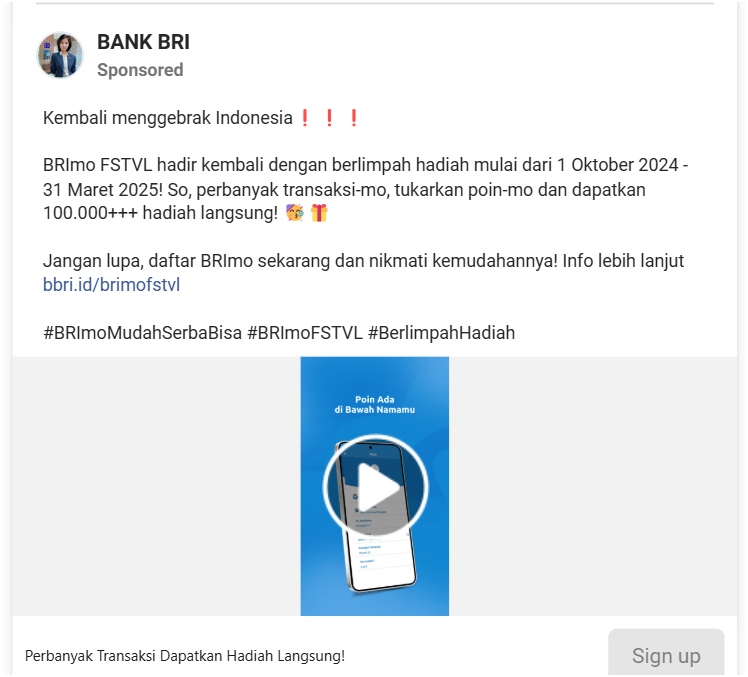 BANK BRI
Sponsored
Kembali menggebrak Indonesia❗❗❗
BRImo FSTVL hadir kembali dengan berlimpah hadiah mulai dari 1 Oktober 2024 -
31 Maret 2025! So, perbanyak transaksi-mo, tukarkan poin-mo dan dapatkan
100.000+++ hadiah langsung! 🥳🎁
Jangan lupa, daftar BRImo sekarang dan nikmati kemudahannya! Info lebih lanjut
bbri.id/brimofstvl
#BRImoMudahSerbaBisa #BRImoFSTVL #BerlimpahHadiah
Poin Ada
di Bawah Namamu
Perbanyak Transaksi Dapatkan Hadiah Langsung!
Sign up